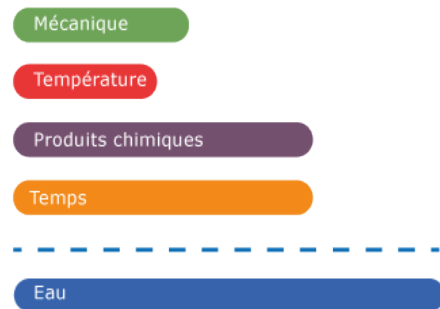 Mécanique
Température
Produits chimiques
Temps
Eau